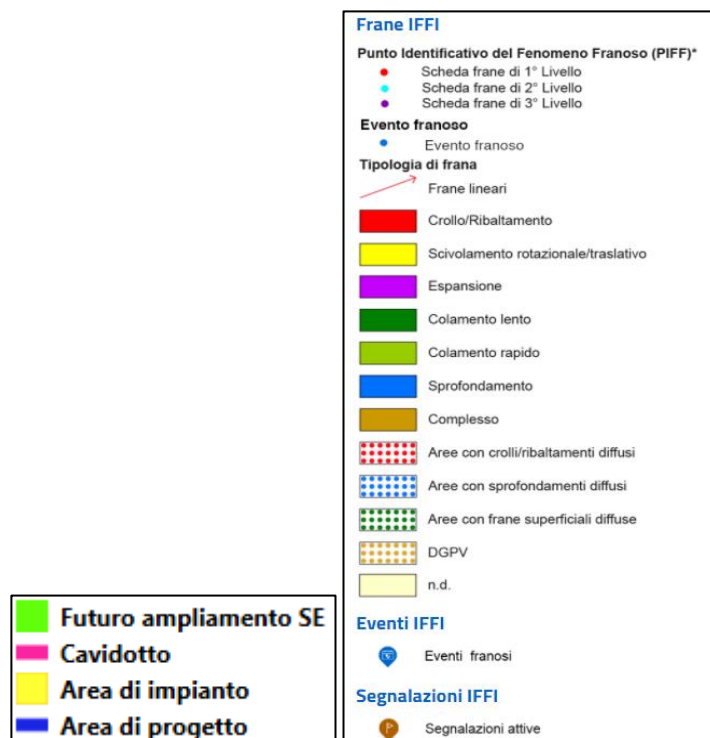 Frane IFFI
Punto Identificativo del Fenomeno Franoso (PIFF)*
Scheda frane di 1° Livello
Scheda frane di 2° Livello
Scheda frane di 3° Livello
Evento franoso
Evento franoso
Tipologia di frana
Frane lineari
Crollo/Ribaltamento
Scivolamento rotazionale/traslativo
Espansione
Colamento lento
Colamento rapido
Sprofondamento
Complesso
Aree con crolli/ribaltamenti diffusi
Aree con sprofondamenti diffusi
Aree con frane superficiali diffuse
DGPV
n.d.
Eventi IFFI
Eventi franosi
Segnalazioni IFFI
Segnalazioni attive
Futuro ampliamento SE
Cavidotto
Area di impianto
Area di progetto